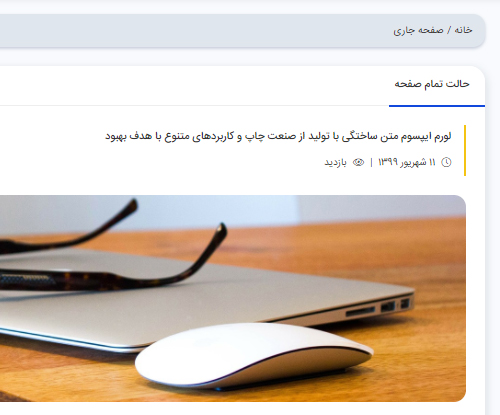 خانه / صفحه جاری
حالت تمام صفحه
لورم ایپسوم متن ساختگی با تولید از صنعت چاپ و کاربردهای متنوع با هدف بهبود
۱۱ شهریور ۱۳۹۹ | بازدید